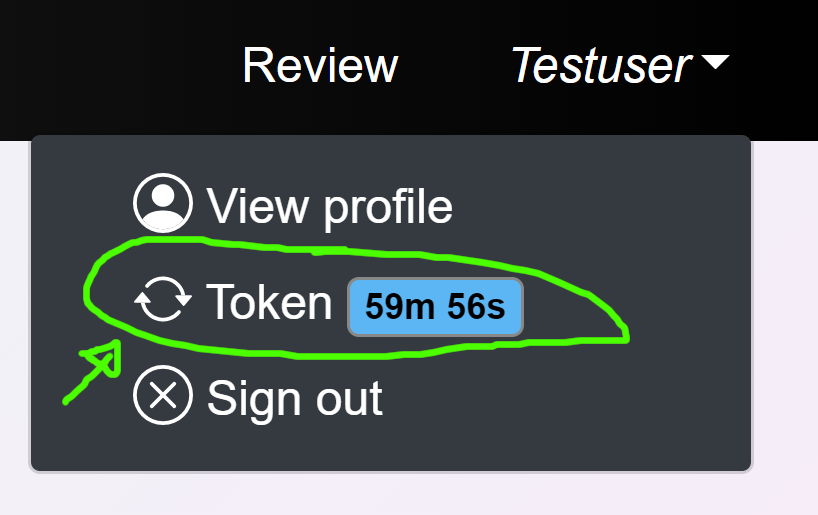 Review Testuser
View profile
Token 59m 56s
Sign out